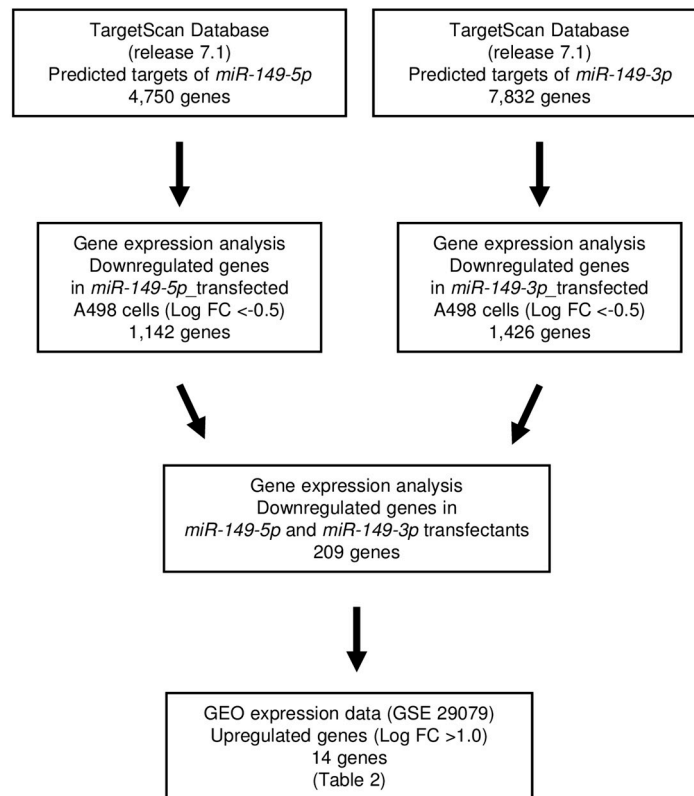 TargetScan Database
(release 7.1)
Predicted targets of miR-149-5p
4,750 genes
TargetScan Database
(release 7.1)
Predicted targets of miR-149-3p
7,832 genes
Gene expression analysis
Downregulated genes
in miR-149-5p_transfected
A498 cells (Log FC <-0.5)
1,142 genes
Gene expression analysis
Downregulated genes
in miR-149-3p_transfected
A498 cells (Log FC <-0.5)
1,426 genes
Gene expression analysis
Downregulated genes in
miR-149-5p and miR-149-3p transfectants
209 genes
GEO expression data (GSE 29079)
Upregulated genes (Log FC >1.0)
14 genes
(Table 2)